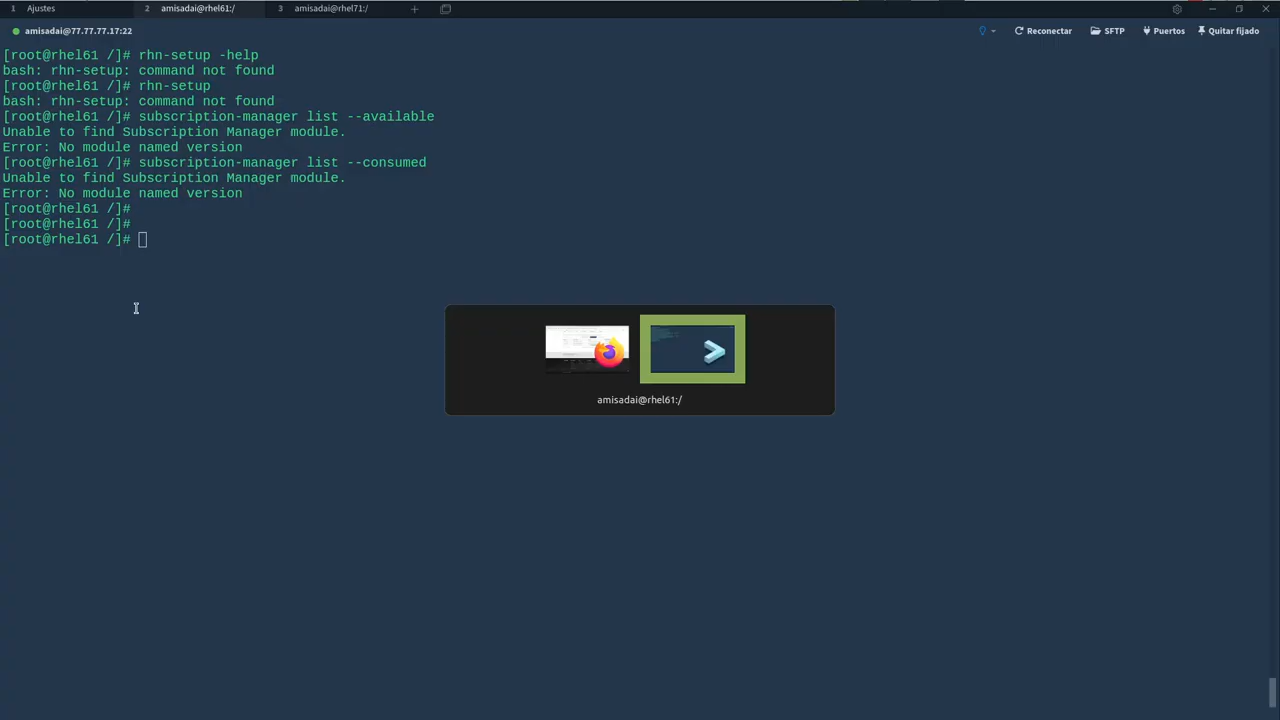 1 Ajustes 2 amisadai@rhel61:/ 3 amisadai@rhel71:/
amisadai@77.77.77.17:22 Reconectar SFTP Puertos Quitar fijado
[root@rhel61 /]# rhn-setup -help
bash: rhn-setup: command not found
[root@rhel61 /]# rhn-setup
bash: rhn-setup: command not found
[root@rhel61 /]# subscription-manager list --available
Unable to find Subscription Manager module.
Error: No module named version
[root@rhel61 /]# subscription-manager list --consumed
Unable to find Subscription Manager module.
Error: No module named version
[root@rhel61 /]#
[root@rhel61 /]#
[root@rhel61 /]#
amisadai@rhel61:/